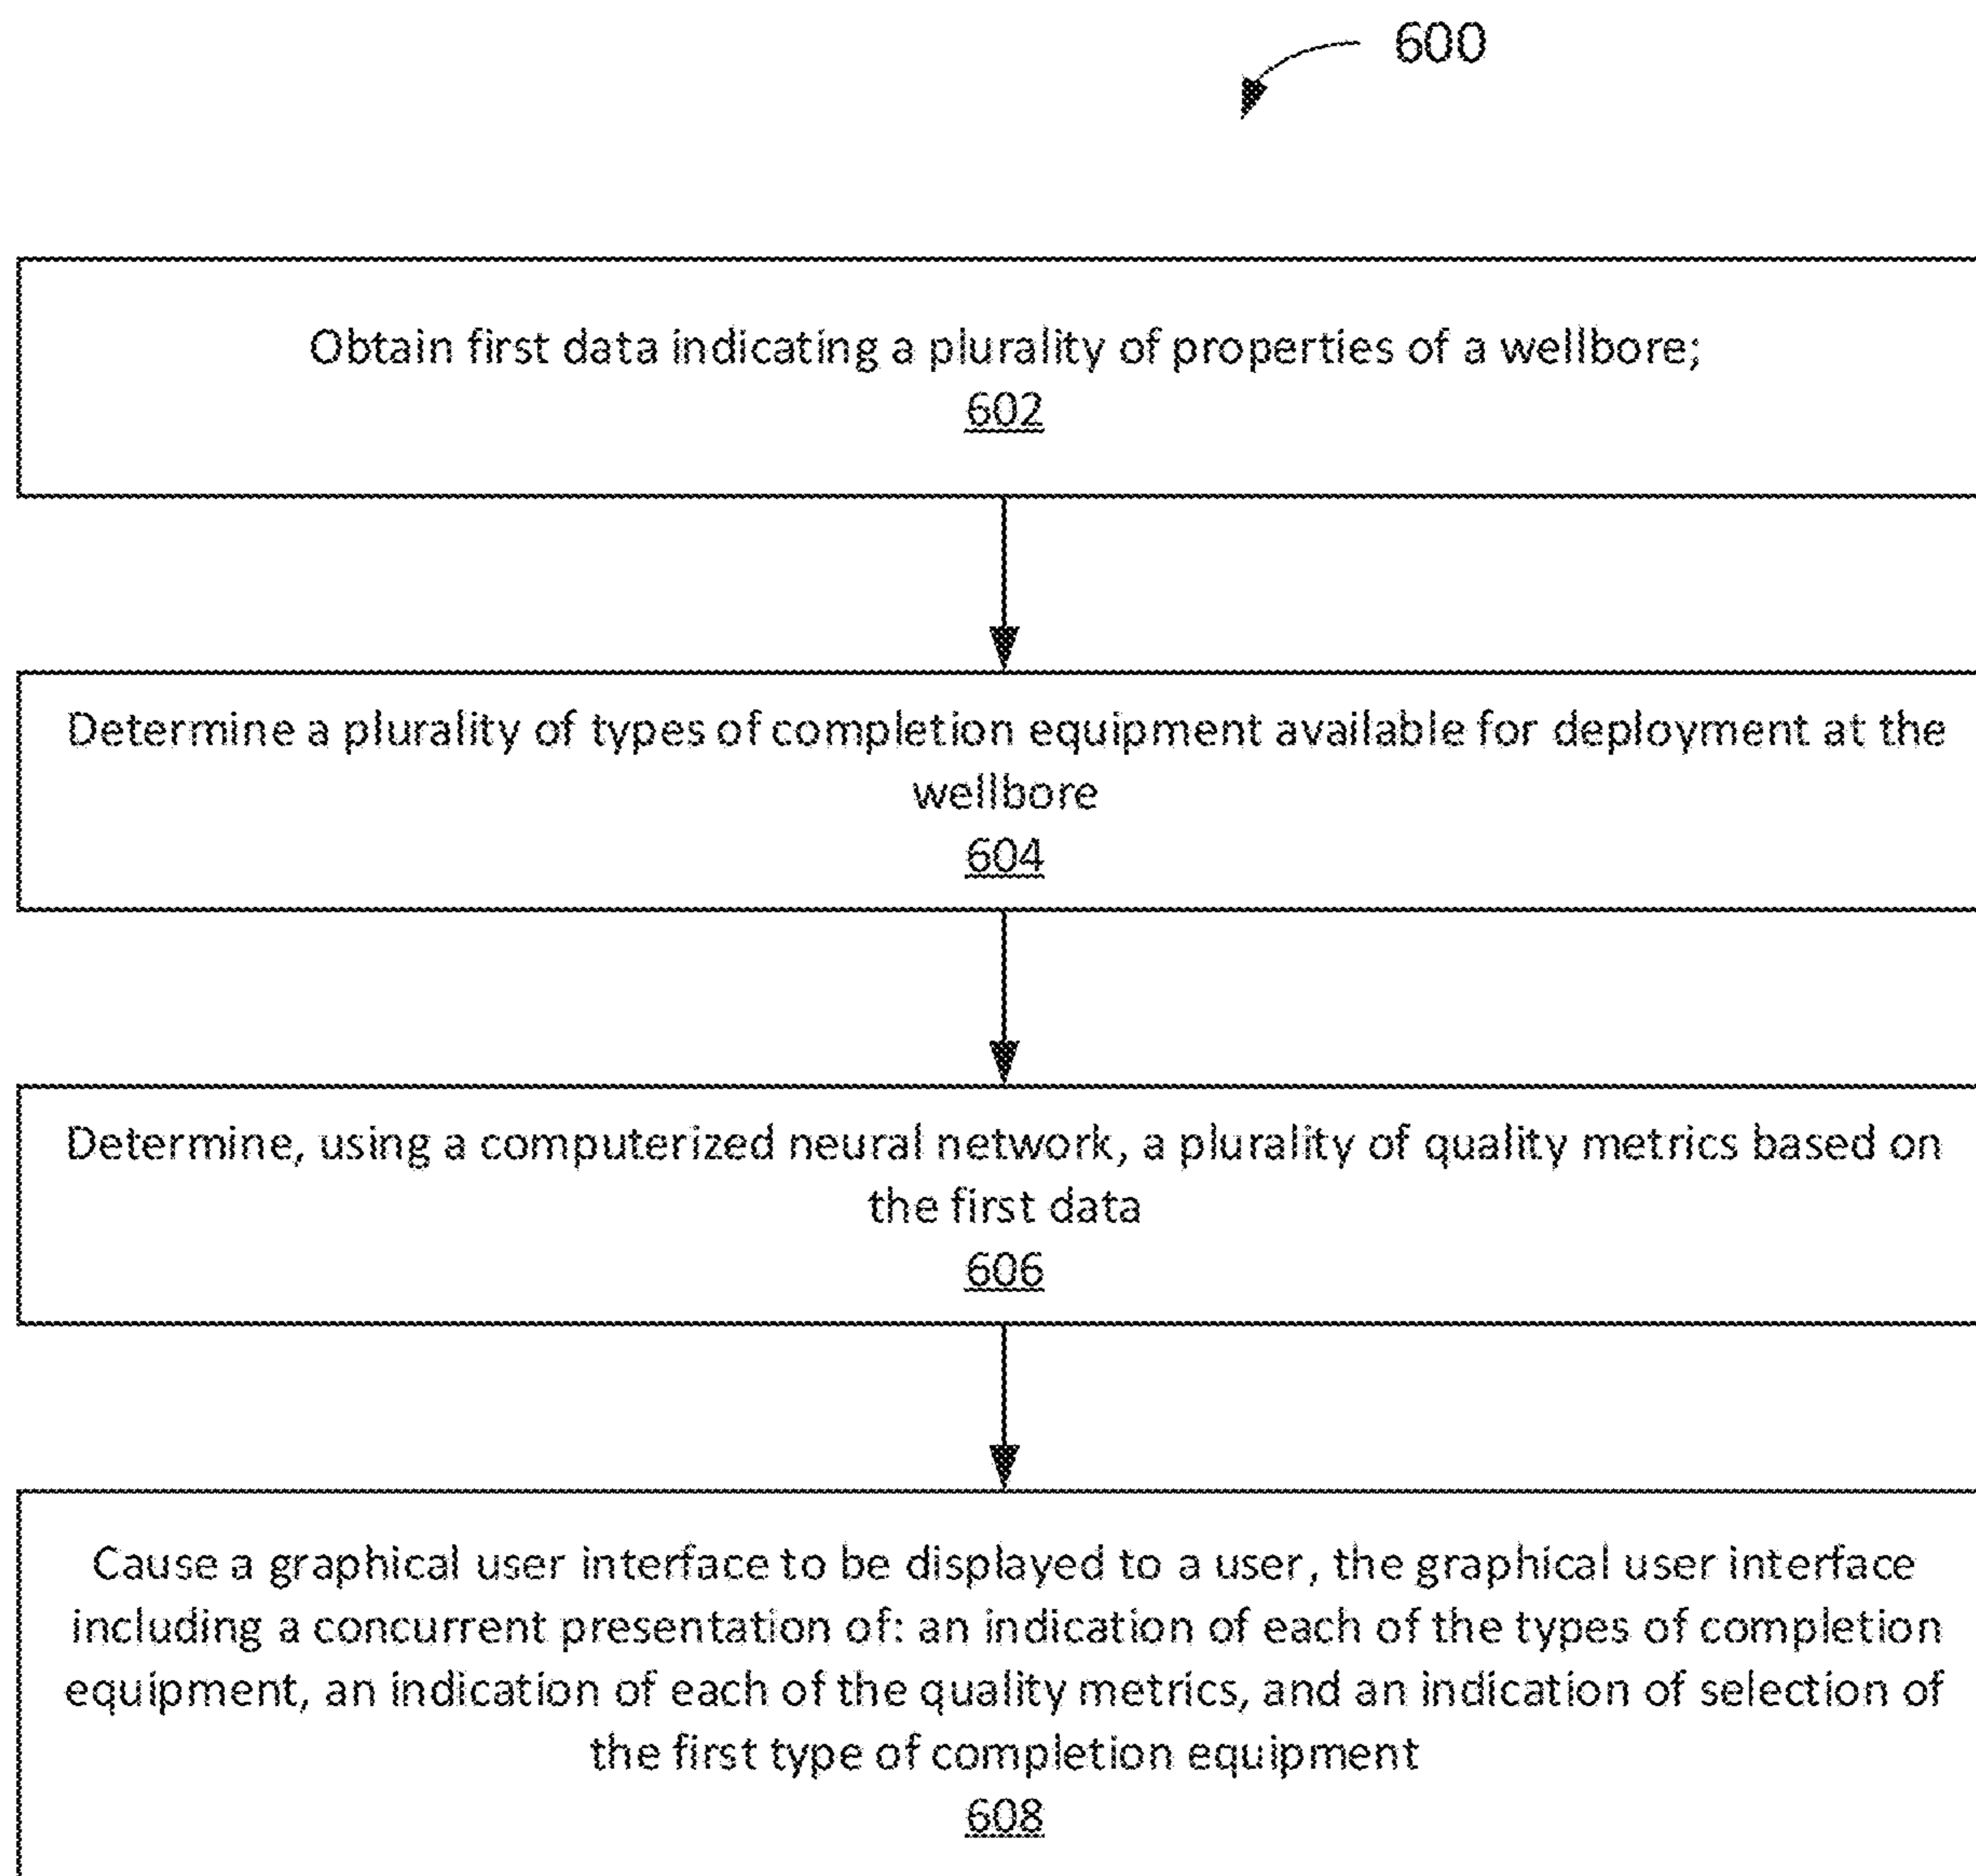 600
Obtain first data indicating a plurality of properties of a wellbore;
602
Determine a plurality of types of completion equipment available for deployment at the
wellbore
604
Determine, using a computerized neural network, a plurality of quality metrics based on
the first data
606
Cause a graphical user interface to be displayed to a user, the graphical user interface
including a concurrent presentation of: an indication of each of the types of completion
equipment, an indication of each of the quality metrics, and an indication of selection of
the first type of completion equipment
608